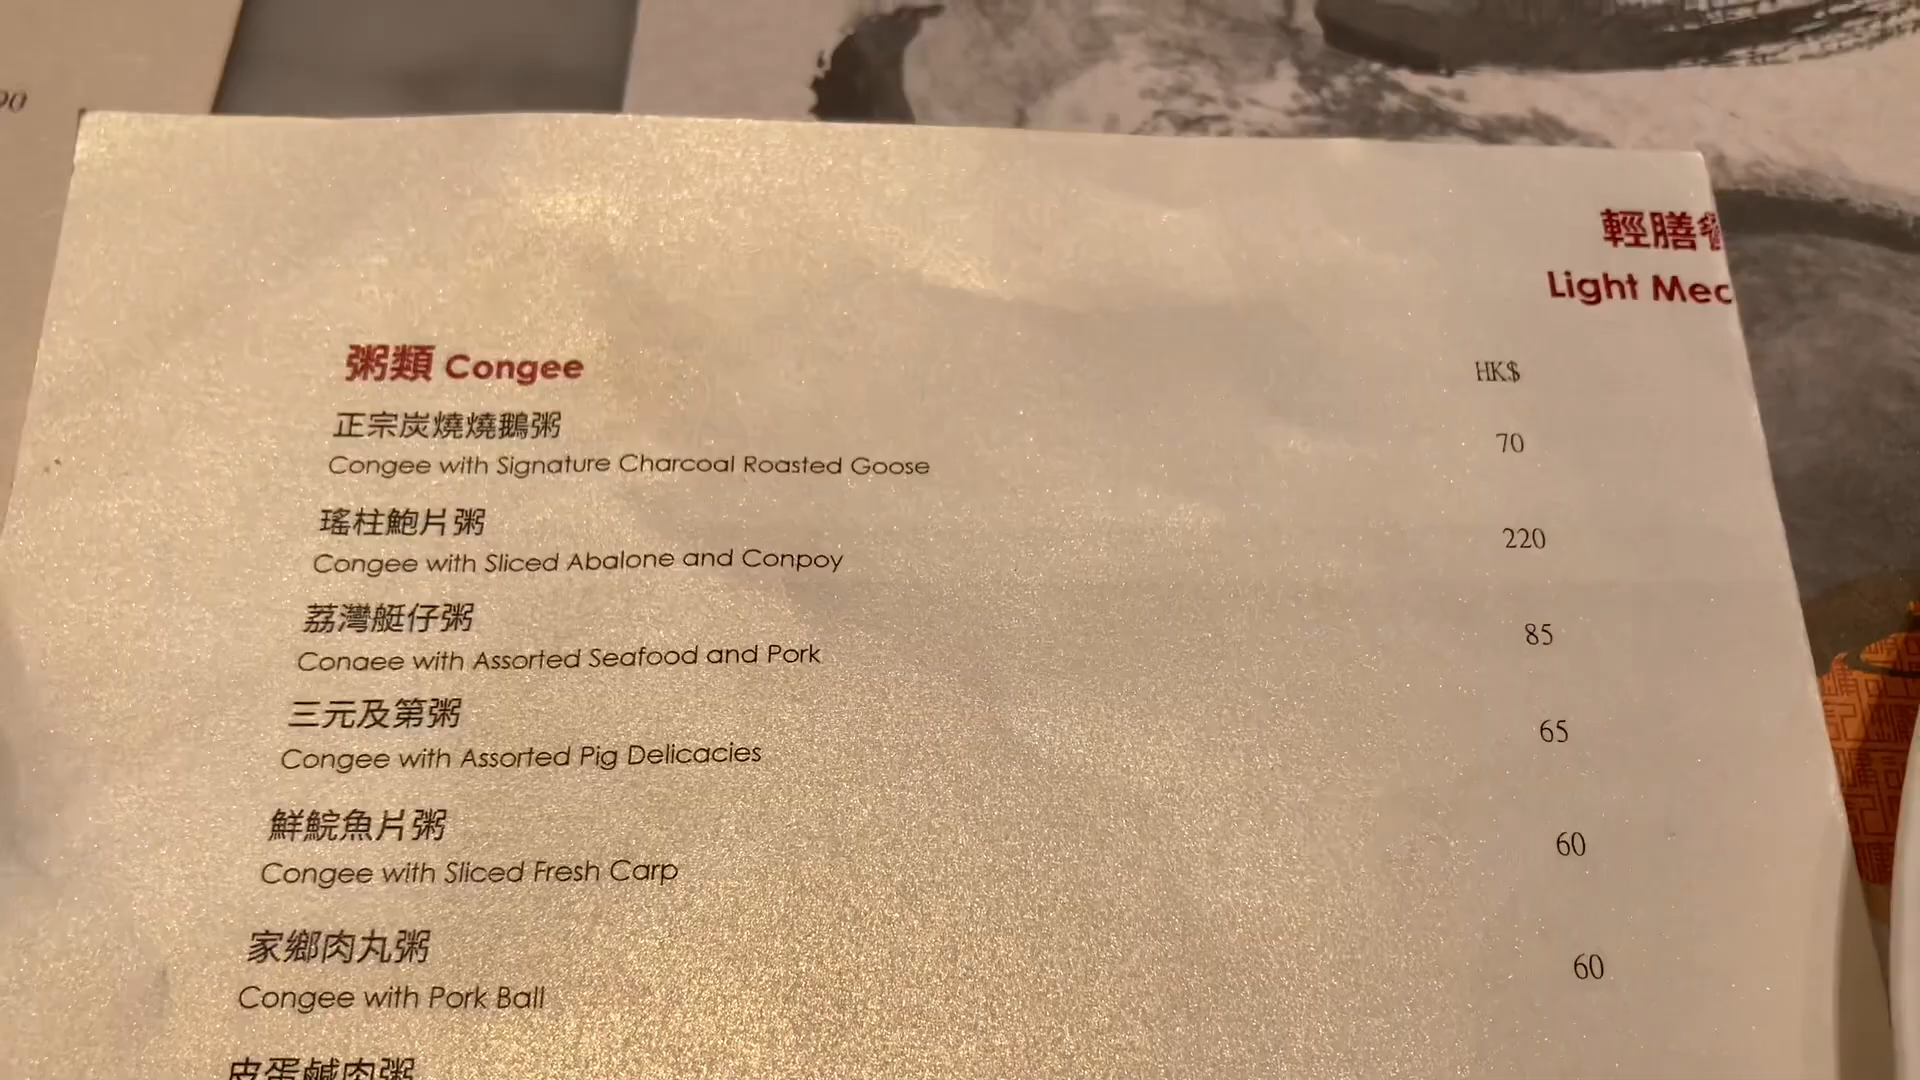 輕膳
Light Mea
粥類 Congee
HK$
正宗炭燒燒鵝粥
70
Congee with Signature Charcoal Roasted Goose
瑤柱鮑片粥
220
Congee with Sliced Abalone and Conpoy
荔灣艇仔粥
85
Congee with Assorted Seafood and Pork
三元及第粥
65
Congee with Assorted Pig Delicacies
鮮鯇魚片粥
60
Congee with Sliced Fresh Carp
家鄉肉丸粥
60
Congee with Pork Ball
皮蛋鹹肉粥